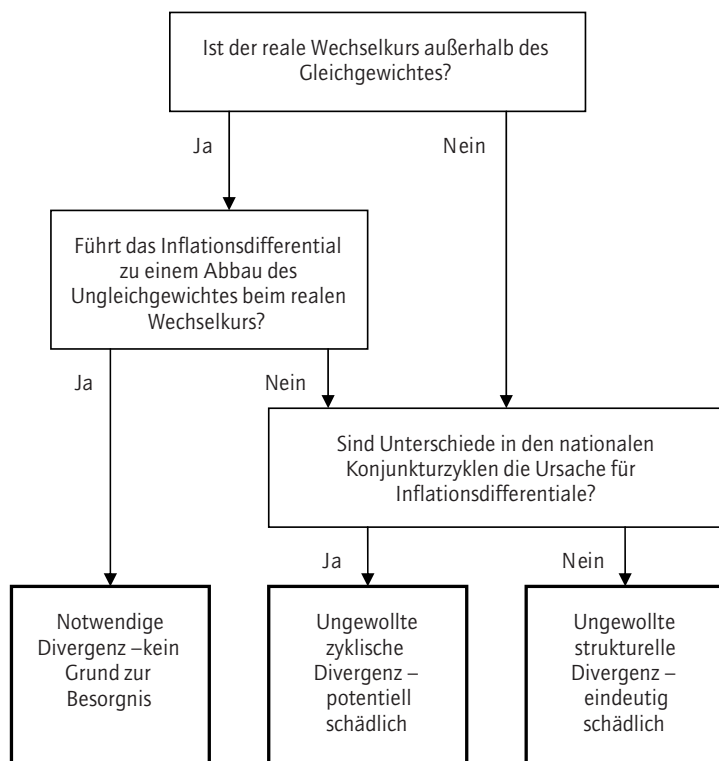 Ist der reale Wechselkurs außerhalb des
Gleichgewichtes?
Ja
Nein
Führt das Inflationsdifferential
zu einem Abbau des
Ungleichgewichtes beim realen
Wechselkurs?
Ja
Nein
Sind Unterschiede in den nationalen
Konjunkturzyklen die Ursache für
Inflationsdifferentiale?
Ja
Nein
Notwendige
Divergenz –kein
Grund zur
Besorgnis
Ungewollte
zyklische
Divergenz –
potentiell
schädlich
Ungewollte
strukturelle
Divergenz –
eindeutig
schädlich